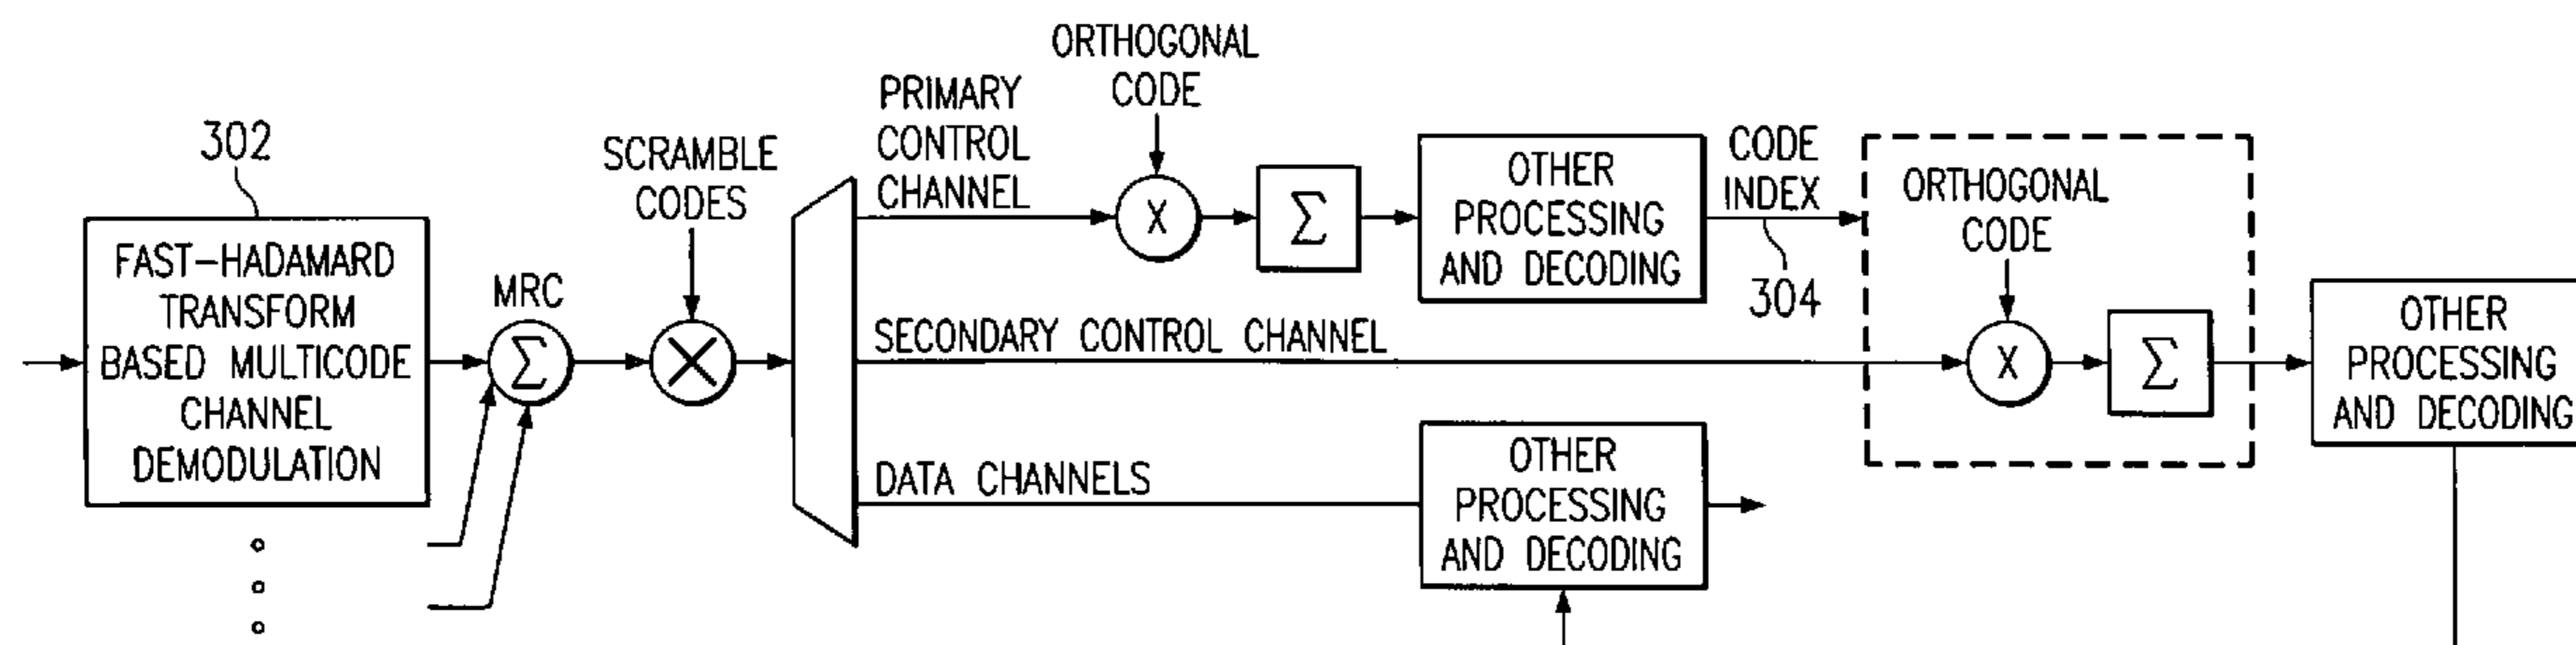 302
FAST-HADAMARD
TRANSFORM
BASED MULTICODE
CHANNEL
DEMODULATION
MRC
Σ
SCRAMBLE
CODES
X
PRIMARY
CONTROL
CHANNEL
ORTHOGONAL
CODE
X
Σ
OTHER
PROCESSING
AND DECODING
CODE
INDEX
304
SECONDARY CONTROL CHANNEL
ORTHOGONAL
CODE
X
Σ
OTHER
PROCESSING
AND DECODING
DATA CHANNELS
OTHER
PROCESSING
AND DECODING